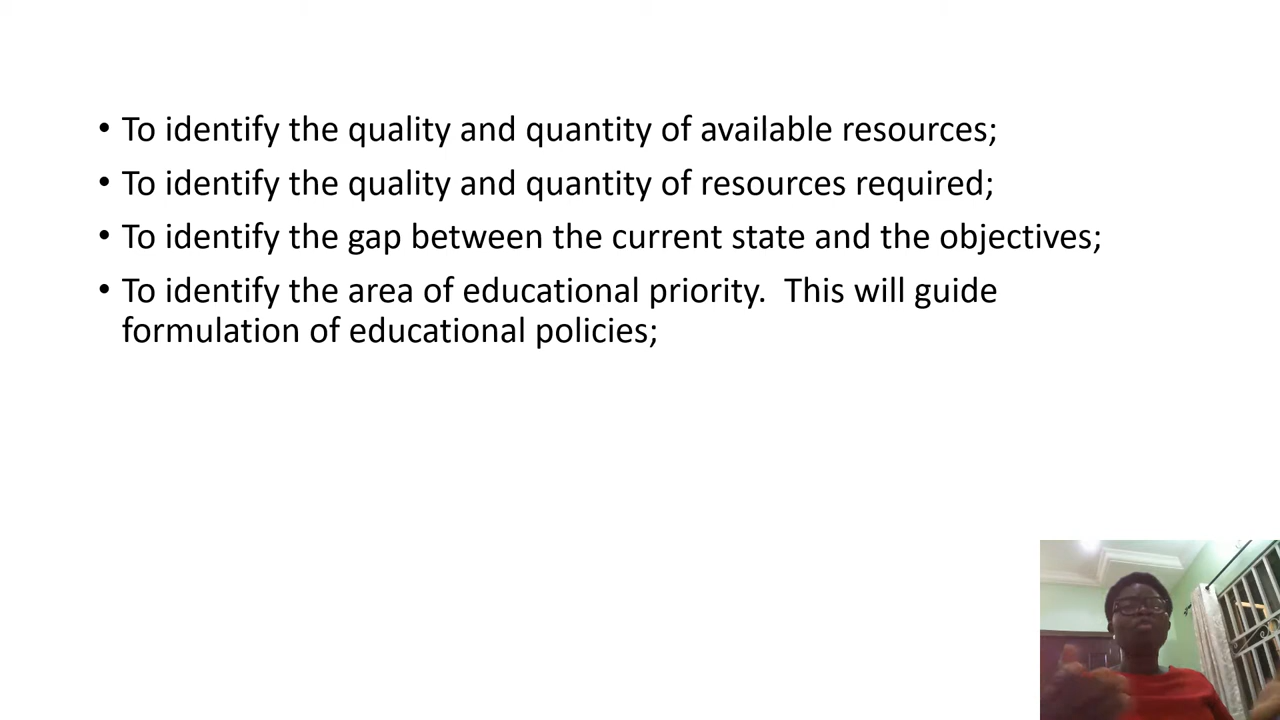 • To identify the quality and quantity of available resources;
• To identify the quality and quantity of resources required;
• To identify the gap between the current state and the objectives;
• To identify the area of educational priority.  This will guide
formulation of educational policies;